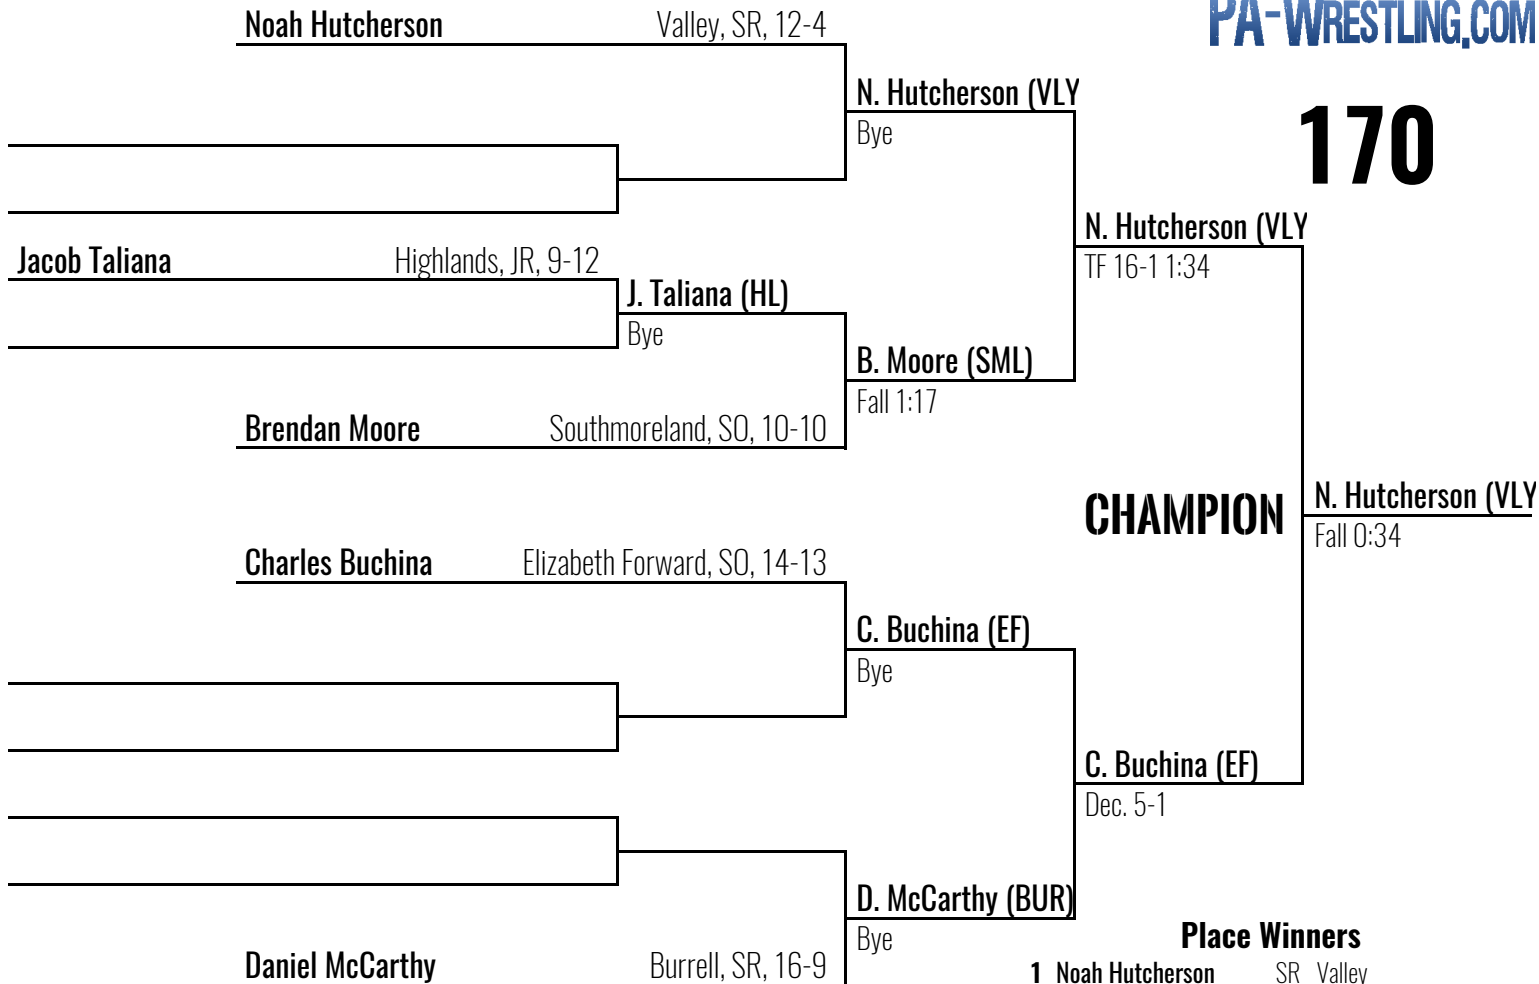 PA-WRESTLING.COM
Noah Hutcherson Valley, SR, 12-4
N. Hutcherson (VLY
Bye
170
N. Hutcherson (VLY
TF 16-1 1:34
Jacob Taliana Highlands, JR, 9-12
J. Taliana (HL)
Bye
B. Moore (SML)
Fall 1:17
Brendan Moore Southmoreland, SO, 10-10
CHAMPION
N. Hutcherson (VLY
Fall 0:34
Charles Buchina Elizabeth Forward, SO, 14-13
C. Buchina (EF)
Bye
C. Buchina (EF)
Dec. 5-1
D. McCarthy (BUR)
Bye
Daniel McCarthy Burrell, SR, 16-9
Place Winners
1 Noah Hutcherson SR Valley